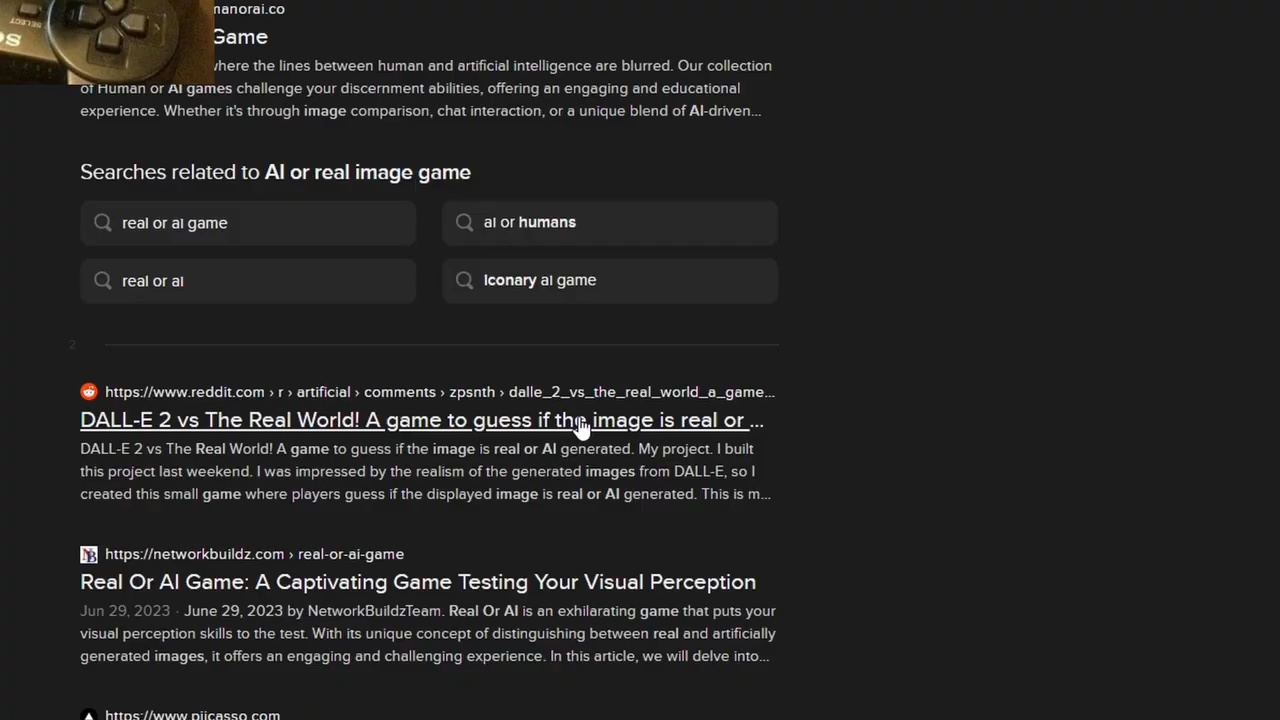 manorai.co
Game
where the lines between human and artificial intelligence are blurred. Our collection
of Human or AI games challenge your discernment abilities, offering an engaging and educational
experience. Whether it's through image comparison, chat interaction, or a unique blend of AI-driven...
Searches related to AI or real image game
real or ai game
ai or humans
real or ai
Iconary ai game
2
https://www.reddit.com › r › artificial › comments › zpsnth › dalle_2_vs_the_real_world_a_game...
DALL-E 2 vs The Real World! A game to guess if the image is real or ...
DALL-E 2 vs The Real World! A game to guess if the image is real or AI generated. My project. I built
this project last weekend. I was impressed by the realism of the generated images from DALL-E, so I
created this small game where players guess if the displayed image is real or AI generated. This is m...
https://networkbuildz.com › real-or-ai-game
Real Or AI Game: A Captivating Game Testing Your Visual Perception
Jun 29, 2023 · June 29, 2023 by NetworkBuildzTeam. Real Or AI is an exhilarating game that puts your
visual perception skills to the test. With its unique concept of distinguishing between real and artificially
generated images, it offers an engaging and challenging experience. In this article, we will delve into...
https://www.piicasso.com
SELECT